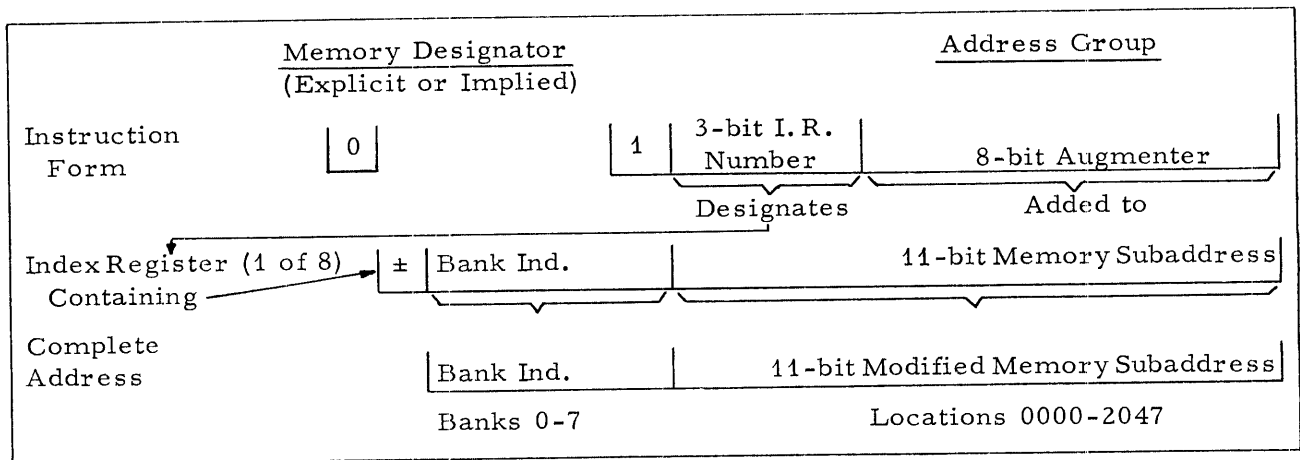 Memory Designator
(Explicit or Implied)
Address Group
Instruction
Form
0
1
3-bit I. R.
Number
8-bit Augmenter
Designates
Added to
Index Register (1 of 8)
Containing
±
Bank Ind.
11-bit Memory Subaddress
Complete
Address
Bank Ind.
11-bit Modified Memory Subaddress
Banks 0-7
Locations 0000-2047